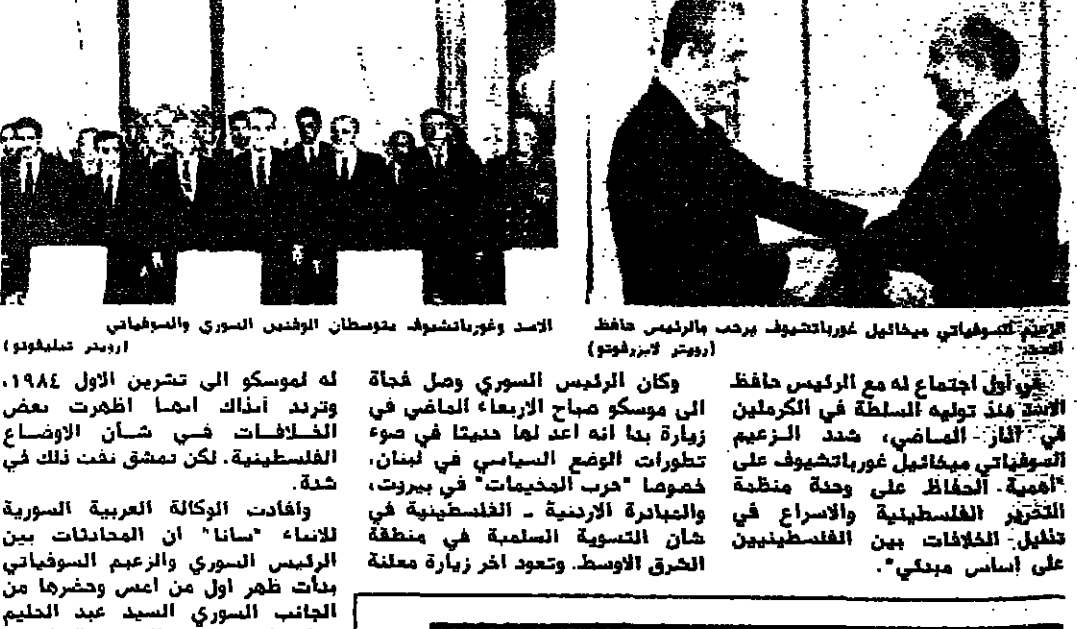 الزعيم السوفياتي ميخائيل غورباتشيوف يرحب بالرئيس حافظ
الاسد
(رويتر لايزرفوتو)
الاسد وغورباتشيوف يتوسطان الوفدين السوري والسوفياتي
(رويتر تيليفوتو)
في اول اجتماع له مع الرئيس حافظ
الاسد منذ توليه السلطة في الكرملين
في آذار الماضي، شدد الزعيم
السوفياتي ميخائيل غورباتشيوف على
"اهمية الحفاظ على وحدة منظمة
التحرير الفلسطينية والاسراع في
تذليل الخلافات بين الفلسطينيين
على اساس مبدئي".
وكان الرئيس السوري وصل فجأة
الى موسكو صباح الاربعاء الماضي في
زيارة بدا انه اعد لها حديثا في ضوء
تطورات الوضع السياسي في لبنان،
خصوصا "حرب المخيمات" في بيروت،
والمبادرة الاردنية ـ الفلسطينية في
شأن التسوية السلمية في منطقة
الشرق الاوسط. وتعود اخر زيارة معلنة
له لموسكو الى تشرين الاول ١٩٨٤،
وتردد آنذاك انها اظهرت بعض
الخلافات في شأن الاوضاع
الفلسطينية. لكن دمشق نفت ذلك في
شدة.
وافادت الوكالة العربية السورية
للانباء "سانا" ان المحادثات بين
الرئيس السوري والزعيم السوفياتي
بدأت ظهر اول من امس وحضرها من
الجانب السوري السيد عبد الحليم